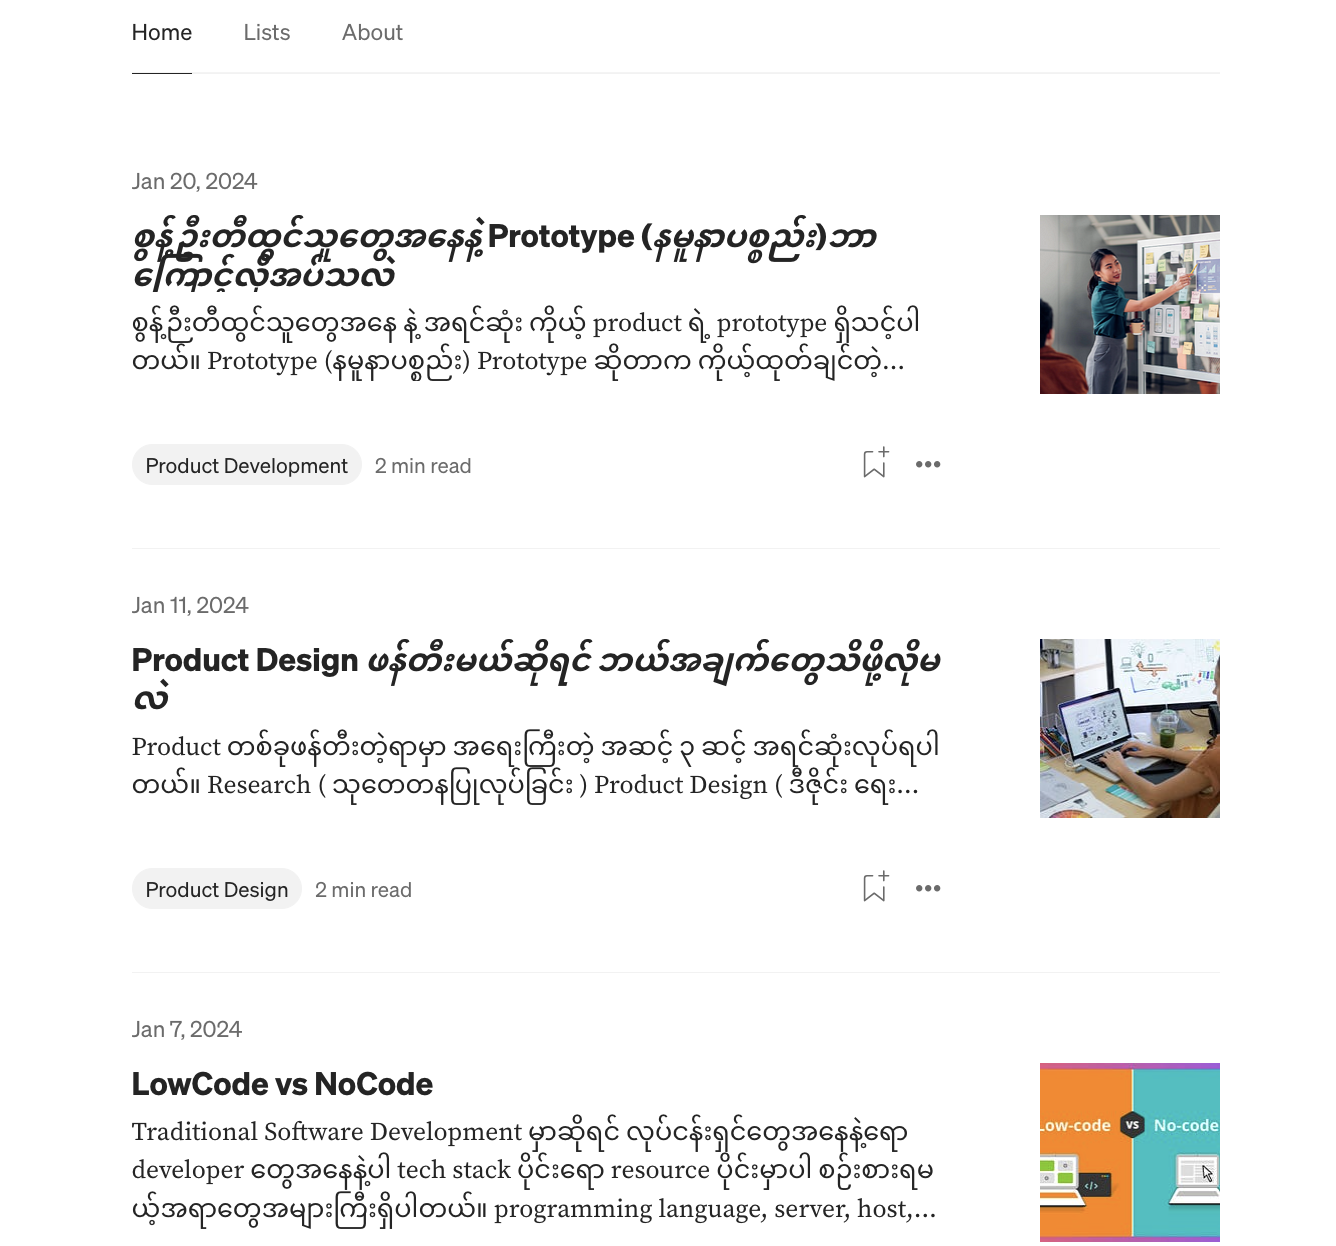 Home Lists About
Jan 20, 2024
စွန့်ဦးတီထွင်သူတွေအနေနဲ့ Prototype (နမူနာပစ္စည်း)ဘာ
ကြောင့်လိုအပ်သလဲ
စွန့်ဉီးတီထွင်သူတွေအနေ နဲ့ အရင်ဆုံး ကိုယ့် product ရဲ့ prototype ရှိသင့်ပါ
တယ်။ Prototype (နမူနာပစ္စည်း) Prototype ဆိုတာက ကိုယ့်ထုတ်ချင်တဲ့…
Product Development 2 min read
Jan 11, 2024
Product Design ဖန်တီးမယ်ဆိုရင် ဘယ်အချက်တွေသိဖို့လိုမ
လဲ
Product တစ်ခုဖန်တီးတဲ့ရာမှာ အရေးကြီးတဲ့ အဆင့် ၃ ဆင့် အရင်ဆုံးလုပ်ရပါ
တယ်။ Research ( သုတေတနပြုလုပ်ခြင်း ) Product Design ( ဒီဇိုင်း ရေး…
Product Design 2 min read
Jan 7, 2024
LowCode vs NoCode
Low-code VS No-code
Traditional Software Development မှာဆိုရင် လုပ်ငန်းရှင်တွေအနေနဲ့ရော
developer တွေအနေနဲ့ပါ tech stack ပိုင်းရော resource ပိုင်းမှာပါ စဉ်းစားရမ
ယ့်အရာတွေအများကြီးရှိပါတယ်။ programming language, server, host,…